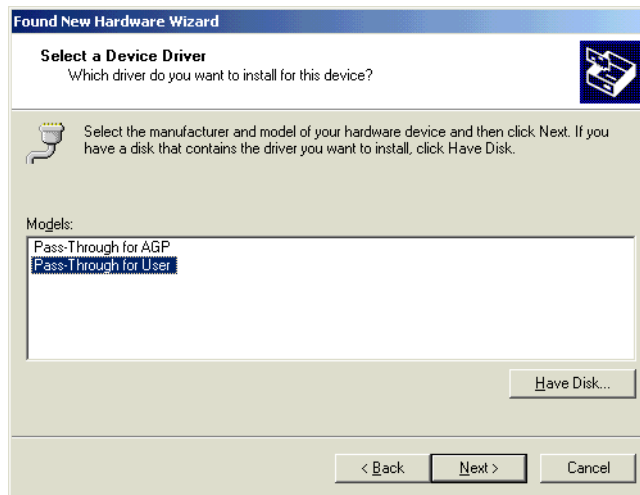 Found New Hardware Wizard
Select a Device Driver
Which driver do you want to install for this device?
Select the manufacturer and model of your hardware device and then click Next. If you
have a disk that contains the driver you want to install, click Have Disk.
Models:
Pass-Through for AGP
Pass-Through for User
Have Disk...
< Back
Next >
Cancel